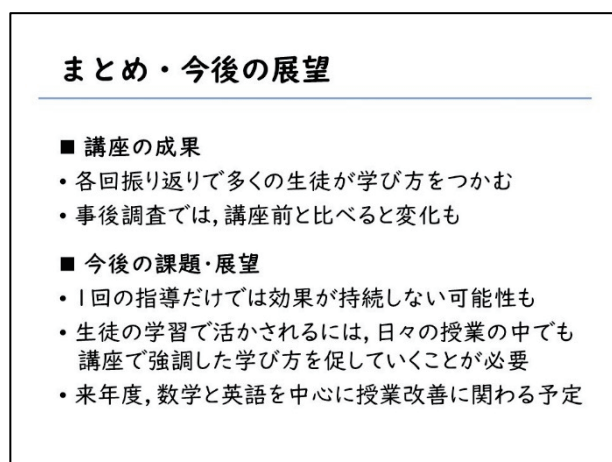 まとめ・今後の展望
■ 講座の成果
• 各回振り返りで多くの生徒が学び方をつかむ
• 事後調査では,講座前と比べると変化も
■ 今後の課題・展望
• 1回の指導だけでは効果が持続しない可能性も
• 生徒の学習で活かされるには,日々の授業の中でも
講座で強調した学び方を促していくことが必要
• 来年度,数学と英語を中心に授業改善に関わる予定